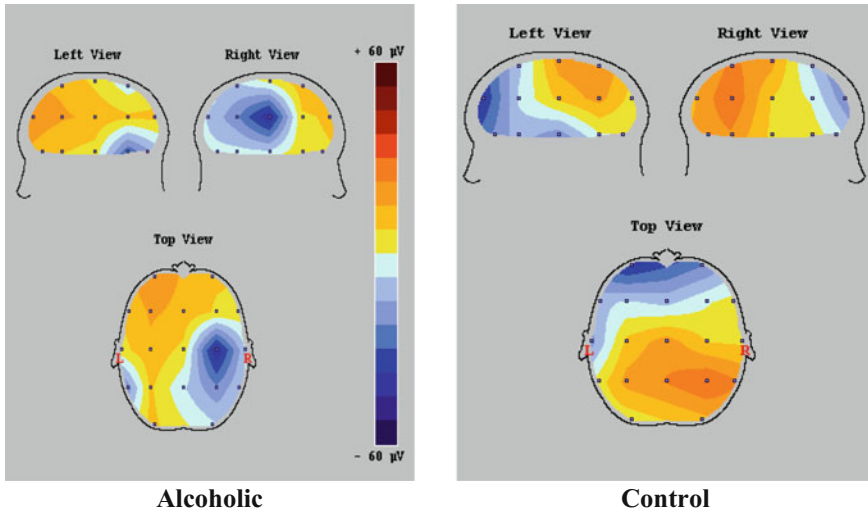 Left View
Right View
+ 60 µV
Top View
L
R
- 60 µV
Alcoholic
Left View
Right View
Top View
L
R
Control